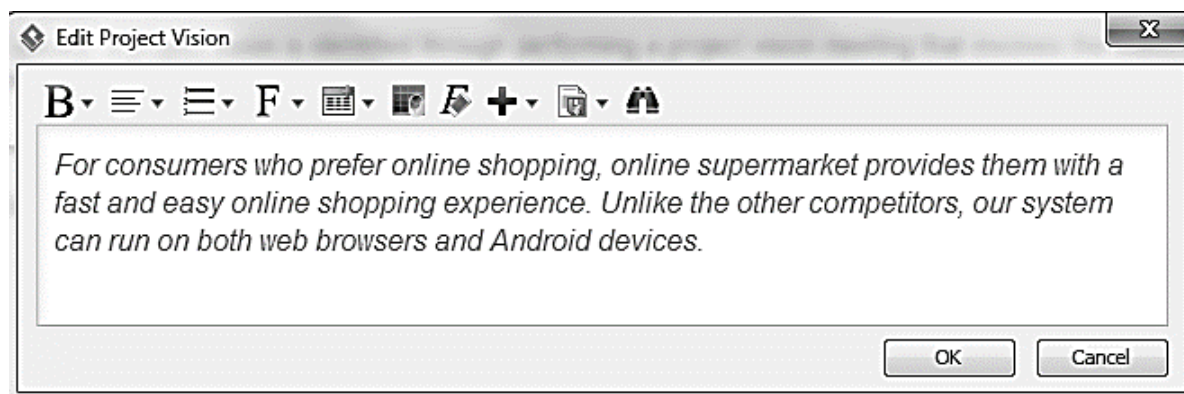 Edit Project Vision
B F F
For consumers who prefer online shopping, online supermarket provides them with a
fast and easy online shopping experience. Unlike the other competitors, our system
can run on both web browsers and Android devices.
OK Cancel